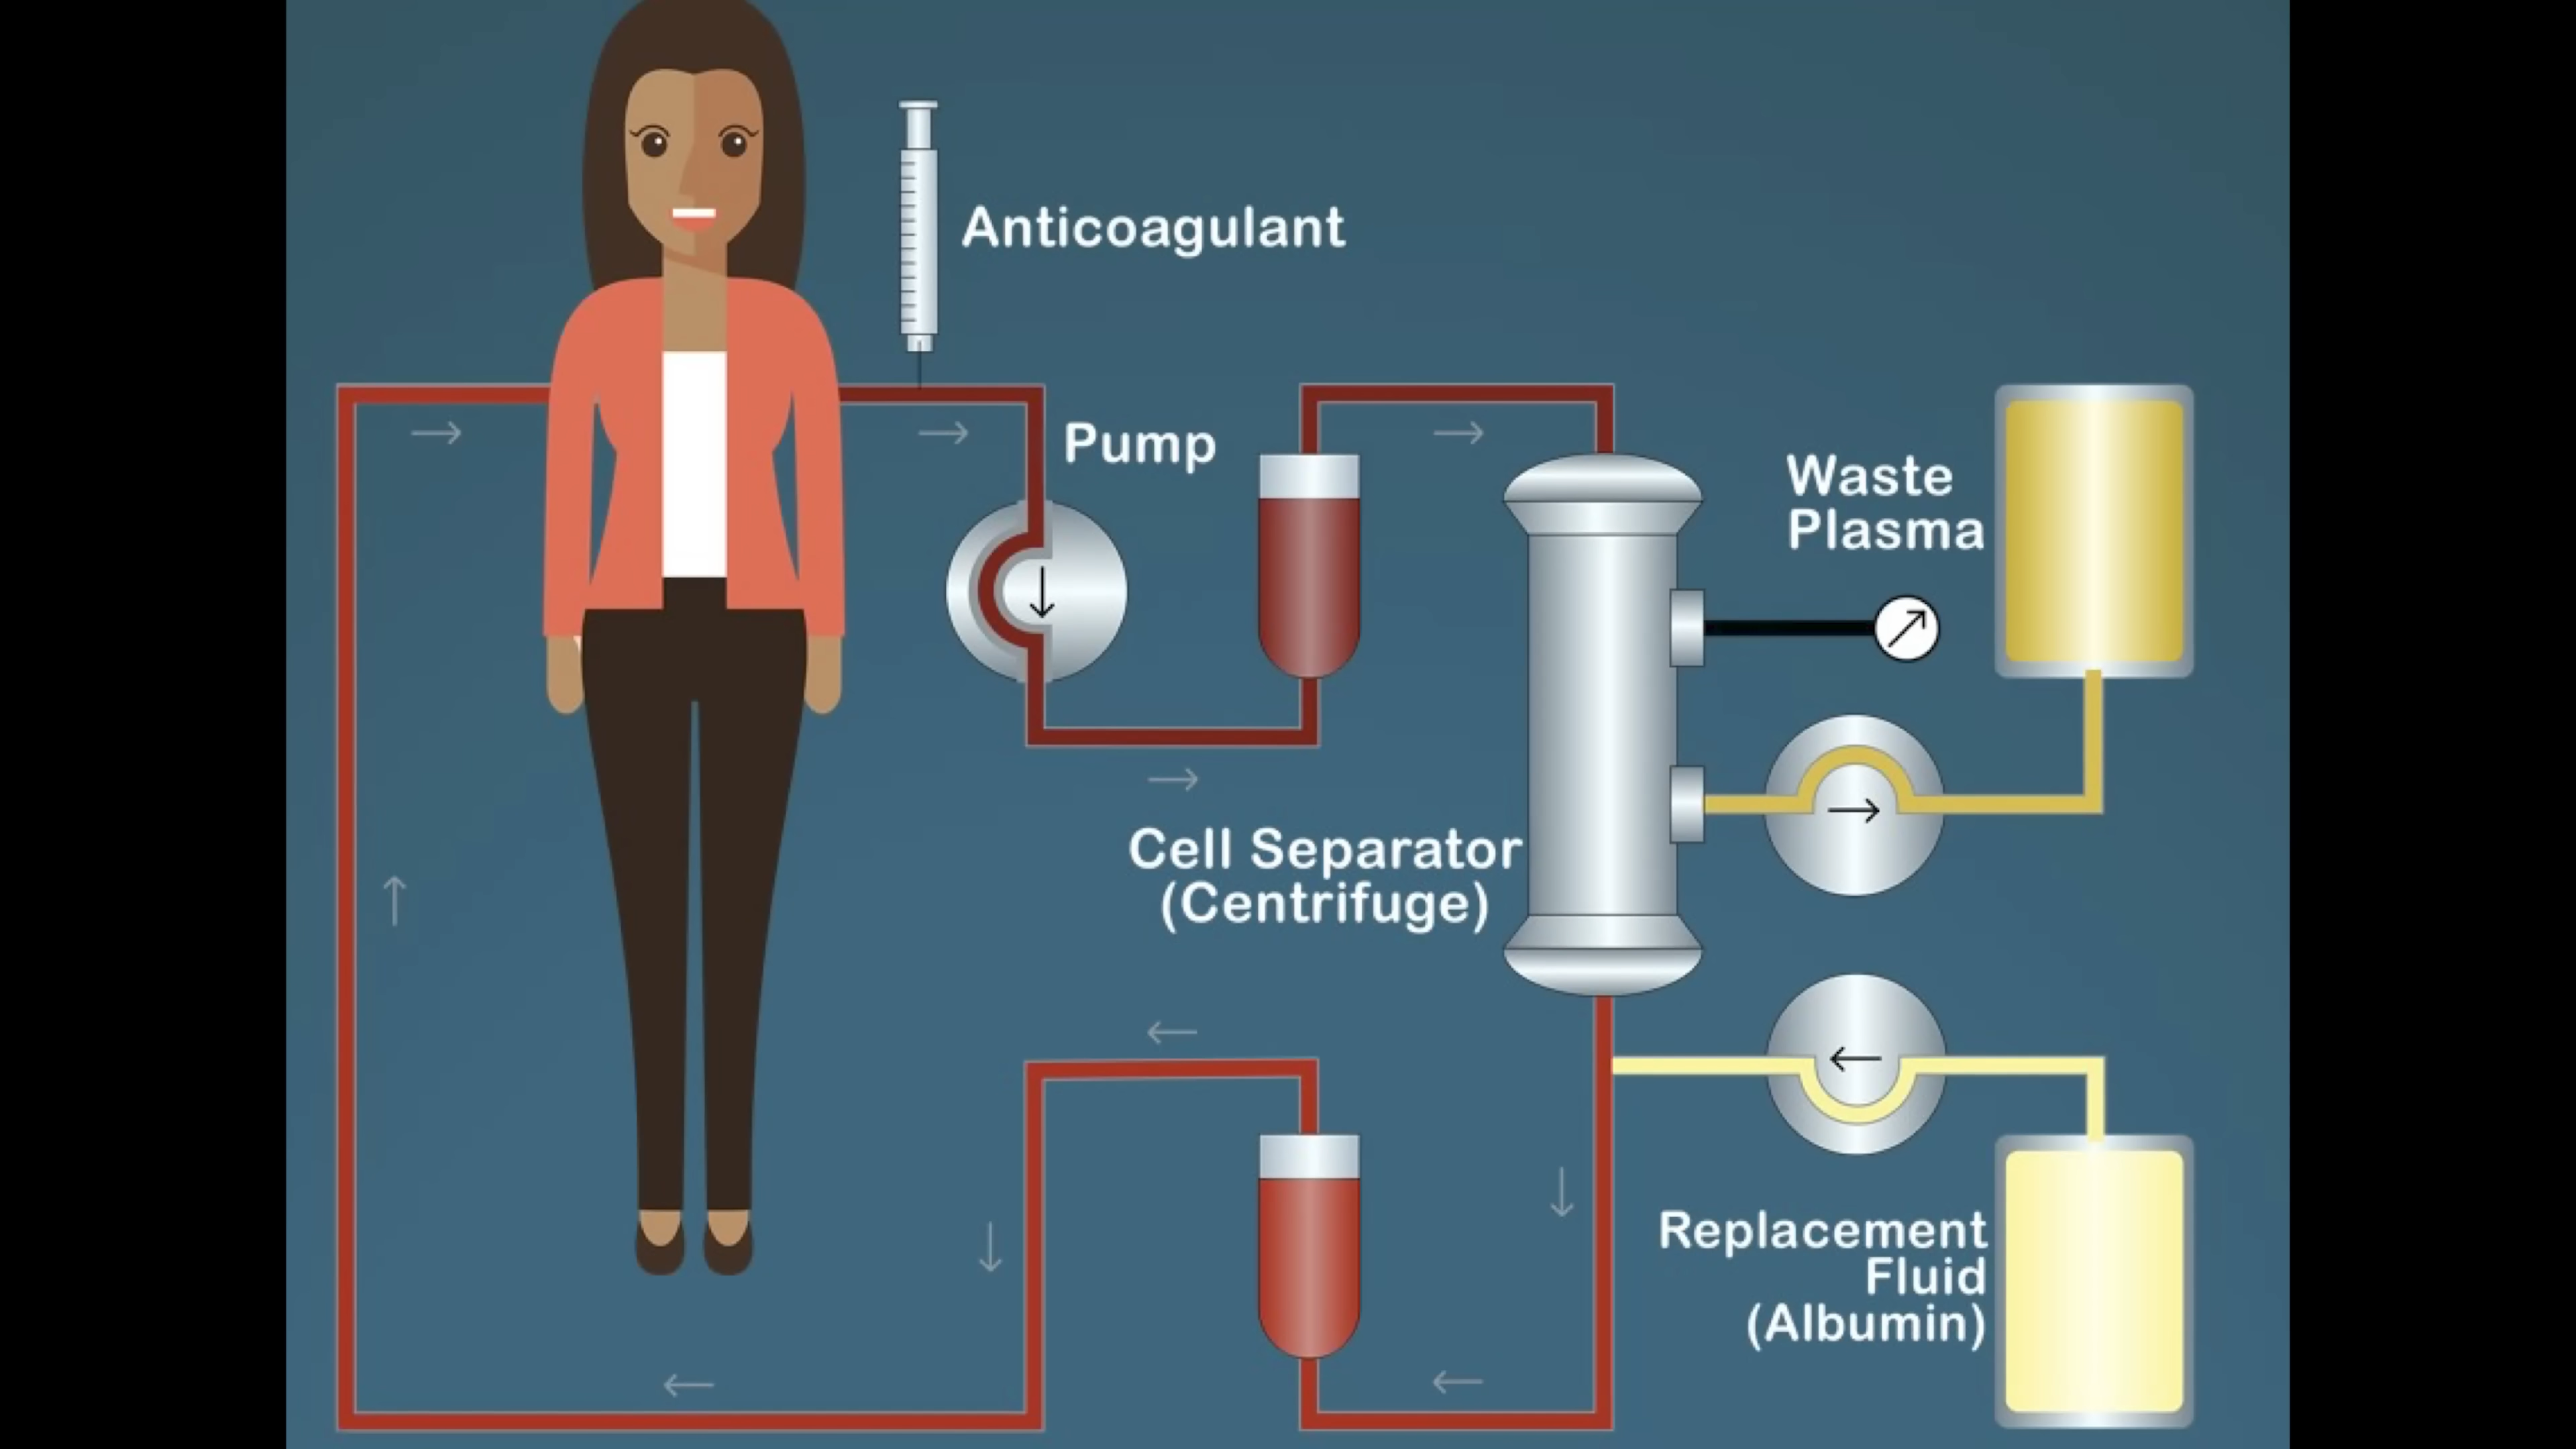 Anticoagulant
Pump
Waste
Plasma
Cell Separator
(Centrifuge)
Replacement
Fluid
(Albumin)